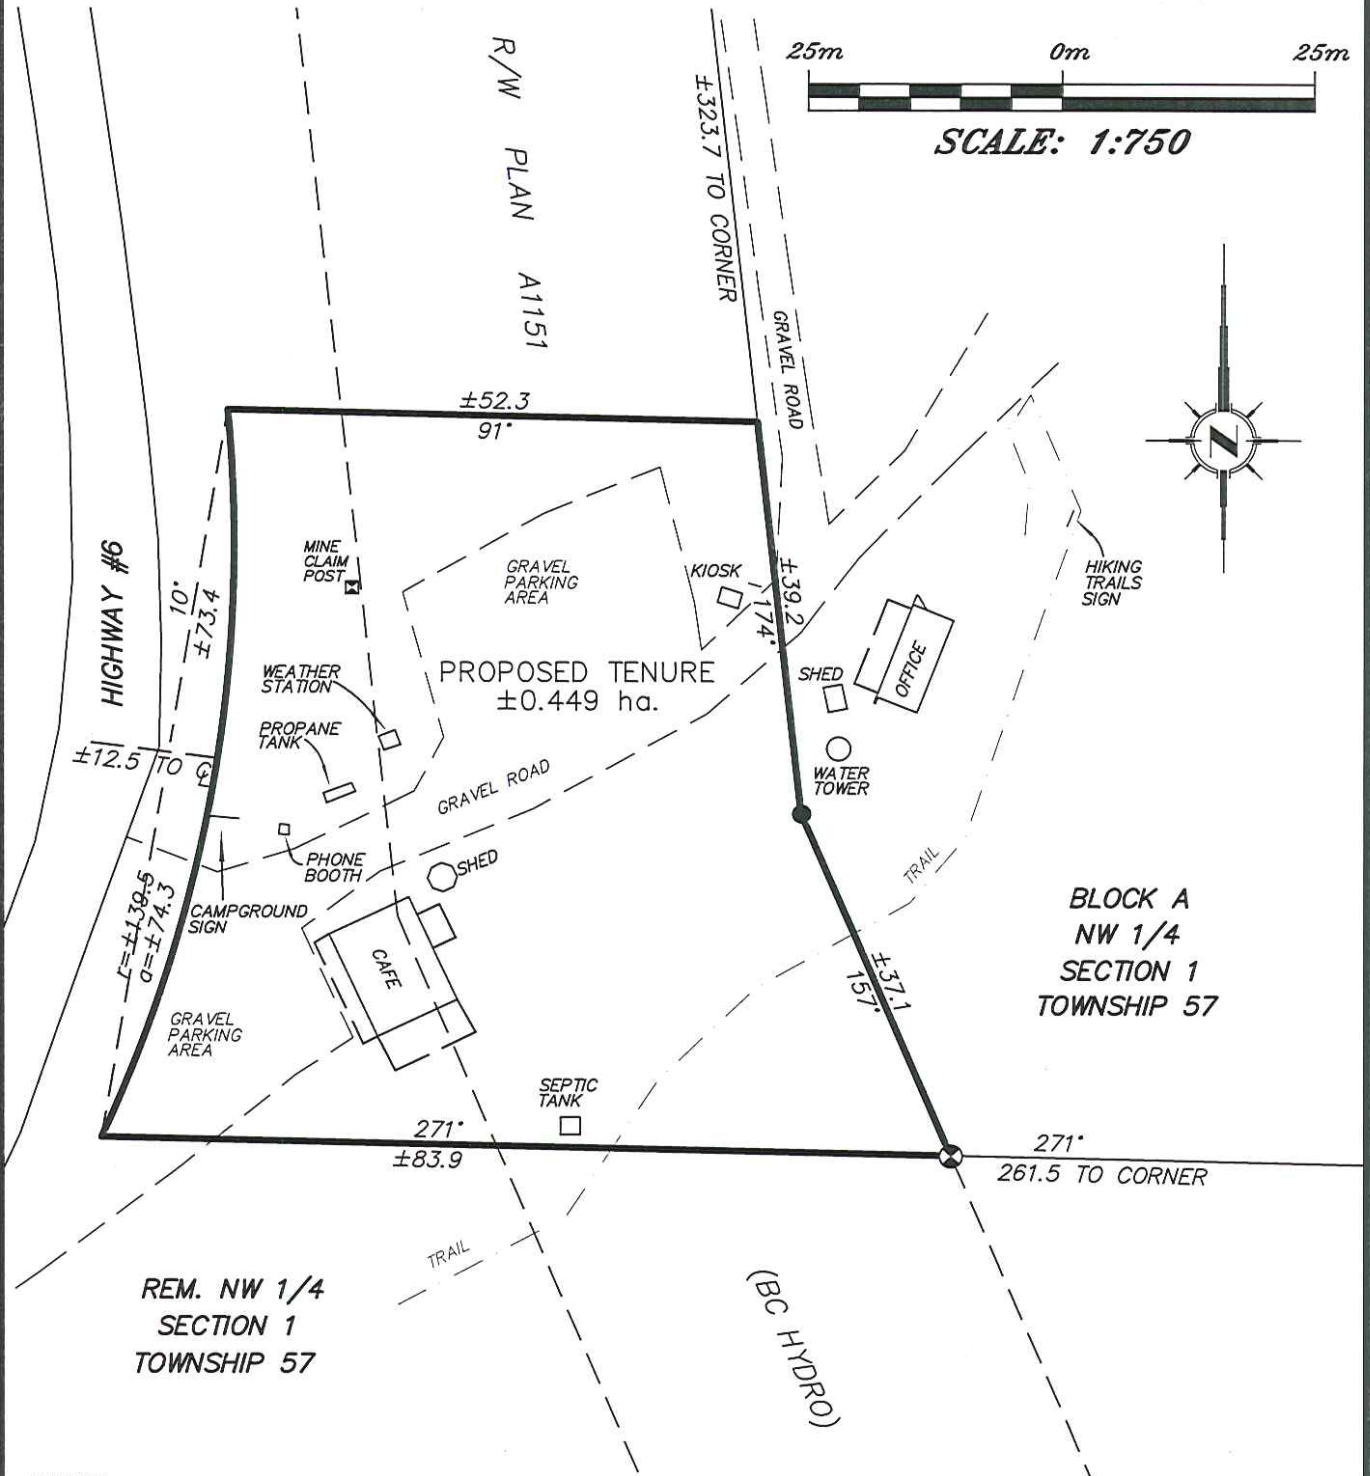 25m 0m 25m
SCALE: 1:750
R/W PLAN A1151
±323.7 TO CORNER
GRAVEL ROAD
N
±52.3
91°
HIGHWAY #6
10°
±73.4
MINE
CLAIM
POST
GRAVEL
PARKING
AREA
KIOSK
±39.2
174°
HIKING
TRAILS
SIGN
OFFICE
SHED
WATER
TOWER
PROPOSED TENURE
±0.449 ha.
WEATHER
STATION
PROPANE
TANK
±12.5 TO ℄
GRAVEL ROAD
PHONE
BOOTH
SHED
CAMPGROUND
SIGN
r=±139.5
a=±74.3
CAFE
GRAVEL
PARKING
AREA
TRAIL
±37.1
157°
BLOCK A
NW 1/4
SECTION 1
TOWNSHIP 57
SEPTIC
TANK
271°
±83.9
271°
261.5 TO CORNER
TRAIL
REM. NW 1/4
SECTION 1
TOWNSHIP 57
(BC HYDRO)